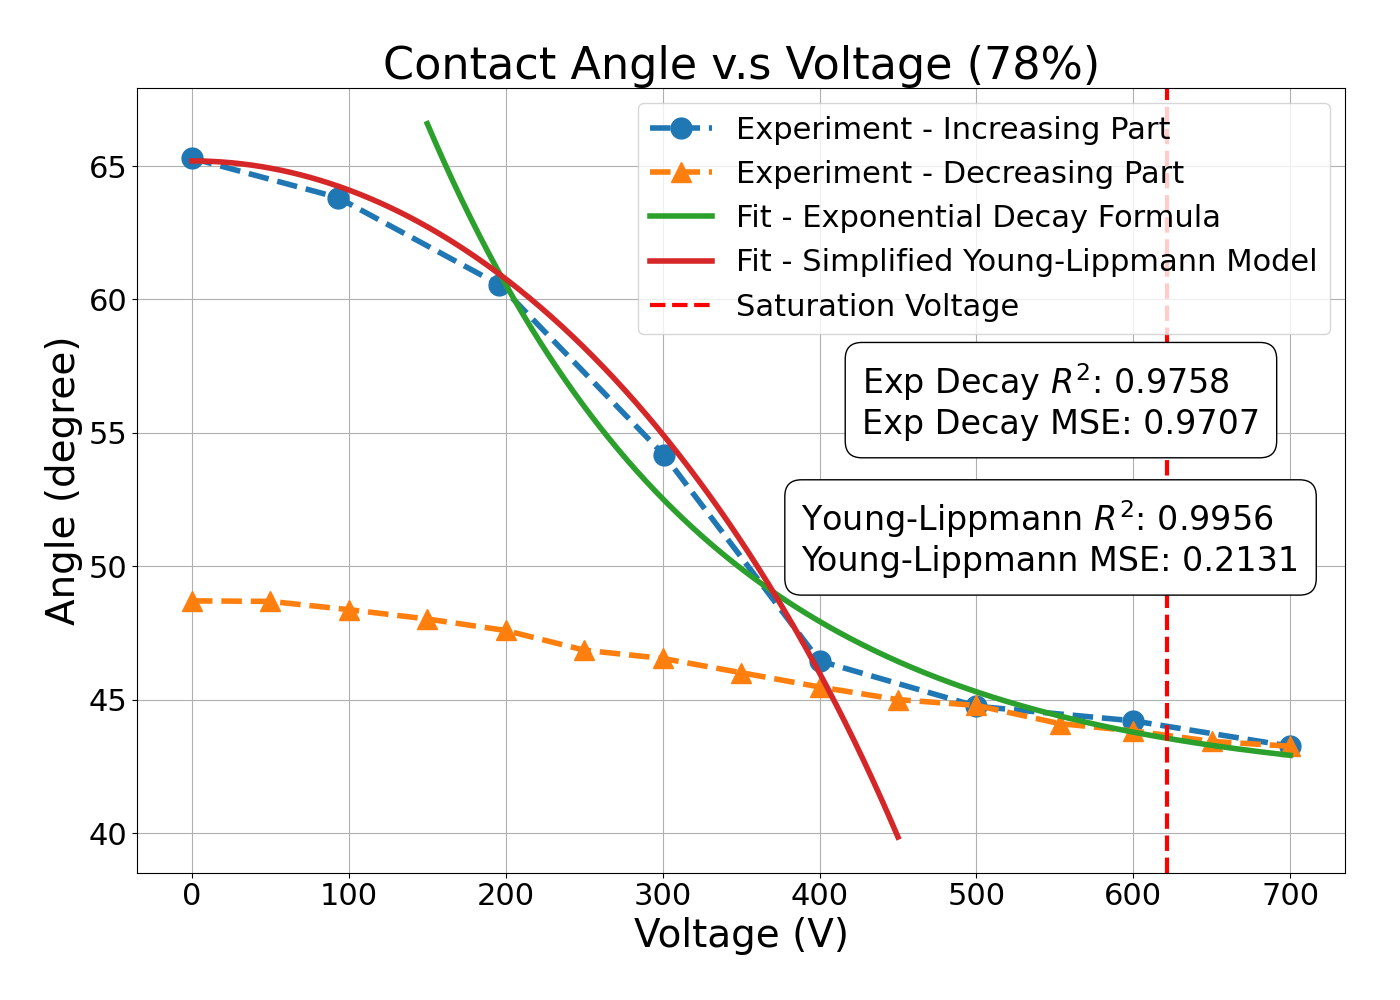 Contact Angle v.s Voltage (78%)
Experiment - Increasing Part
Experiment - Decreasing Part
Fit - Exponential Decay Formula
Fit - Simplified Young-Lippmann Model
Saturation Voltage
Exp Decay R²: 0.9758
Exp Decay MSE: 0.9707
Young-Lippmann R²: 0.9956
Young-Lippmann MSE: 0.2131
Angle (degree)
65
60
55
50
45
40
0 100 200 300 400 500 600 700
Voltage (V)